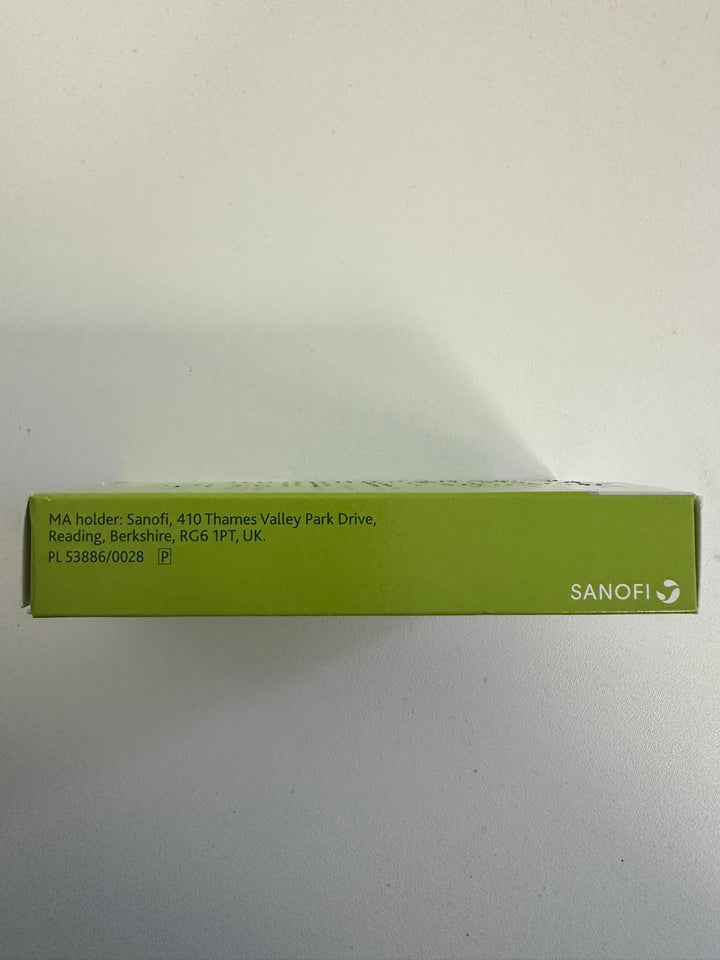 MA holder: Sanofi, 410 Thames Valley Park Drive,
Reading, Berkshire, RG6 1PT, UK.
PL 53886/0028 P
SANOFI